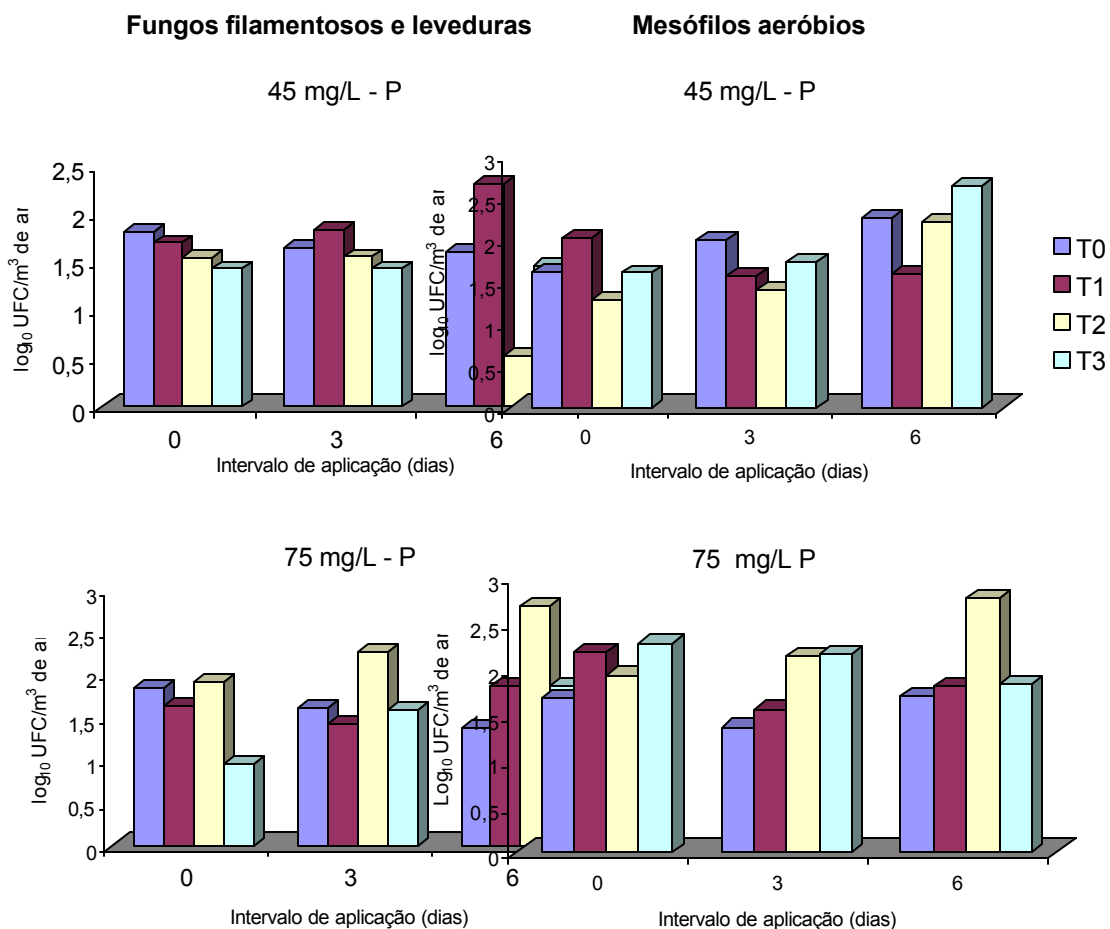 Fungos filamentosos e leveduras
Mesófilos aeróbios
45 mg/L - P
45 mg/L - P
log₁₀ UFC/m³ de ar
2,5
2
1,5
1
0,5
0
0
3
6
Intervalo de aplicação (dias)
log₁₀ UFC/m³ de ar
3
2,5
2
1,5
1
0,5
0
0
3
6
Intervalo de aplicação (dias)
T0
T1
T2
T3
75 mg/L - P
75 mg/L P
log₁₀ UFC/m³ de
3
2,5
2
1,5
1
0,5
0
0
3
6
Intervalo de aplicação (dias)
Log₁₀ UFC/m³ de ar
3
2,5
2
1,5
1
0,5
0
0
3
6
Intervalo de aplicação (dias)